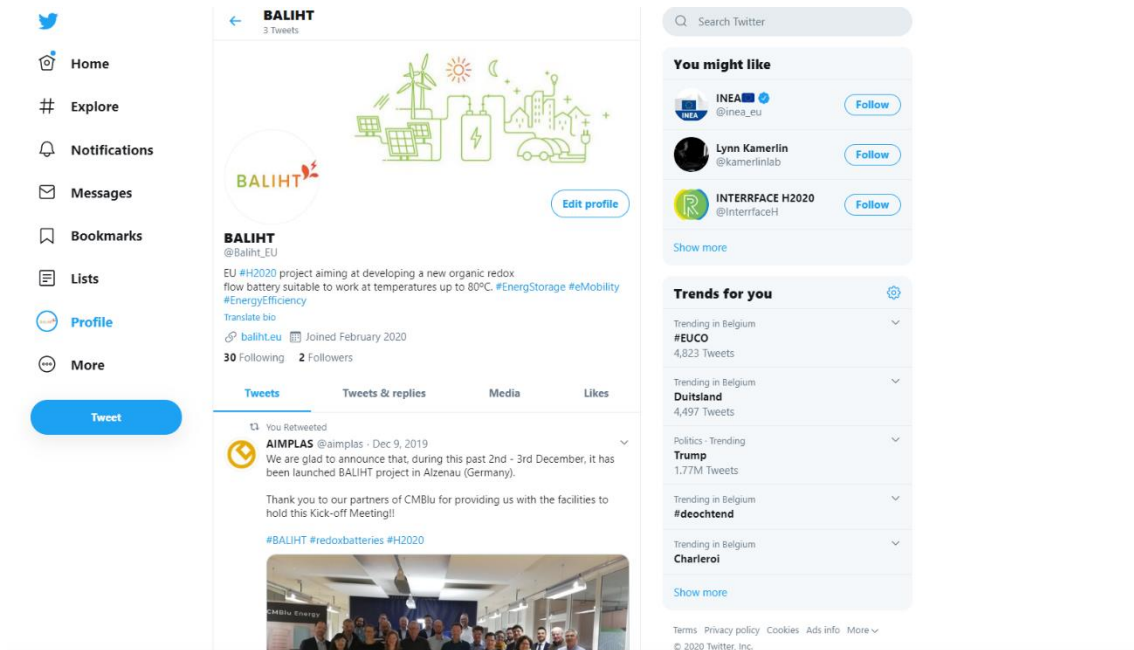 BALIHT
3 Tweets
Home
Explore
Notifications
Messages
Bookmarks
Lists
Profile
More
Tweet
BALIHT
Edit profile
BALIHT
@Baliht_EU
EU #H2020 project aiming at developing a new organic redox
flow battery suitable to work at temperatures up to 80ºC. #EnergStorage #eMobility
#EnergyEfficiency
Translate bio
baliht.eu Joined February 2020
30 Following 2 Followers
Tweets Tweets & replies Media Likes
You Retweeted
AIMPLAS @aimplas · Dec 9, 2019
We are glad to announce that, during this past 2nd - 3rd December, it has
been launched BALIHT project in Alzenau (Germany).
Thank you to our partners of CMBlu for providing us with the facilities to
hold this Kick-off Meeting!!
#BALIHT #redoxbatteries #H2020
CMBlu Energy
Search Twitter
You might like
INEA
@inea_eu
Follow
INEA
Lynn Kamerlin
@kamerlinlab
Follow
INTERRFACE H2020
@InterrfaceH
Follow
Show more
Trends for you
Trending in Belgium
#EUCO
4,823 Tweets
Trending in Belgium
Duitsland
4,497 Tweets
Politics · Trending
Trump
1.77M Tweets
Trending in Belgium
#deochtend
Trending in Belgium
Charleroi
Show more
Terms Privacy policy Cookies Ads info More
© 2020 Twitter, Inc.